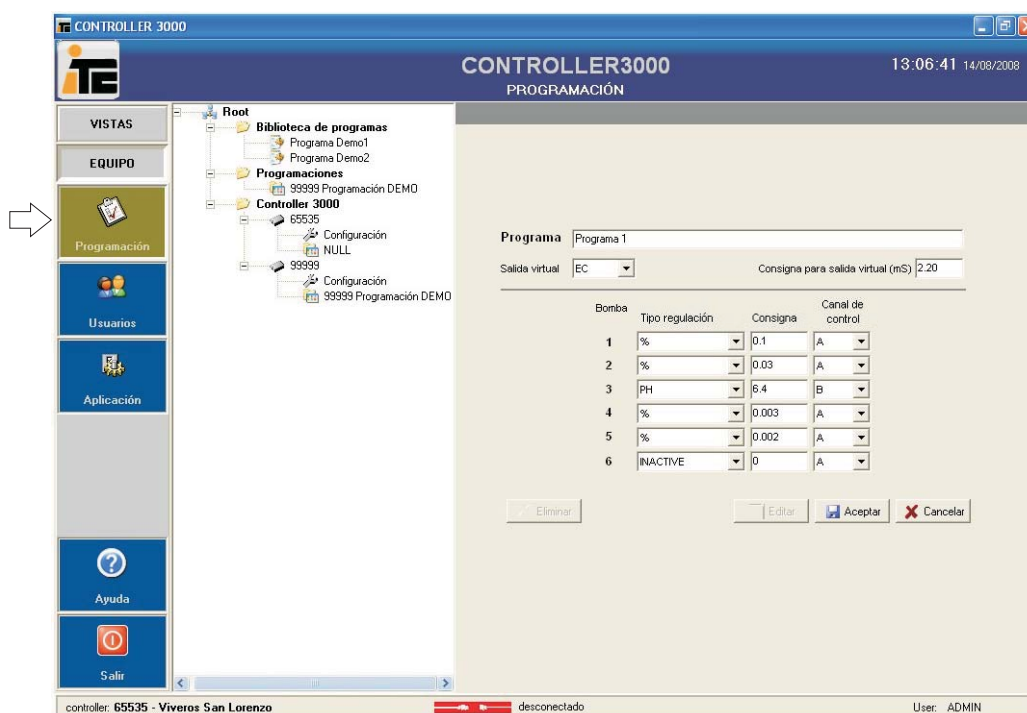 CONTROLLER 3000
iTC
CONTROLLER3000
PROGRAMACIÓN
13:06:41 14/08/2008
VISTAS
EQUIPO
Programación
Usuarios
Aplicación
Ayuda
Salir
Root
Biblioteca de programas
Programa Demo1
Programa Demo2
Programaciones
99999 Programación DEMO
Controller 3000
65535
Configuración
NULL
99999
Configuración
99999 Programación DEMO
Programa Programa 1
Salida virtual EC Consigna para salida virtual (mS) 2.20
Bomba Tipo regulación Consigna Canal de control
1 % 0.1 A
2 % 0.03 A
3 PH 6.4 B
4 % 0.003 A
5 % 0.002 A
6 INACTIVE 0 A
Eliminar Editar Aceptar Cancelar
controller: 65535 - Viveros San Lorenzo desconectado User: ADMIN